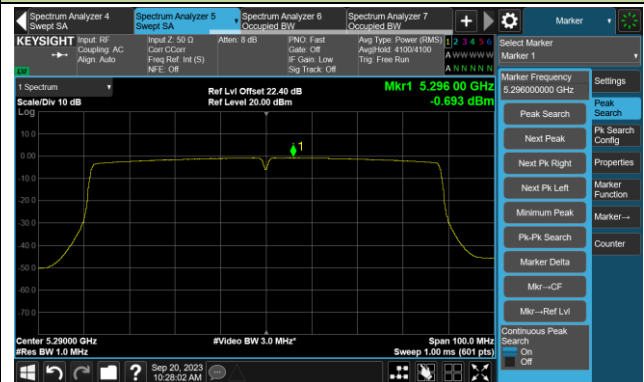 Spectrum Analyzer 4
Swept SA
Spectrum Analyzer 5
Swept SA
Spectrum Analyzer 6
Occupied BW
Spectrum Analyzer 7
Occupied BW
Marker
KEYSIGHT
Input: RF
Coupling: AC
Align: Auto
Input Z: 50 Ω
Corr CCorr
Freq Ref: Int (S)
NFE: Off
Atten: 8 dB
PNO: Fast
Gate: Off
IF Gain: Low
Sig Track: Off
Avg Type: Power (RMS)
Avg|Hold: 4100/4100
Trig: Free Run
1 2 3 4 5 6
A W W W W W
A N N N N N
Select Marker
Marker 1
1 Spectrum
Scale/Div 10 dB
Log
Ref Lvl Offset 22.40 dB
Ref Level 20.00 dBm
Mkr1 5.296 00 GHz
-0.693 dBm
1
10.0
0.00
-10.0
-20.0
-30.0
-40.0
-50.0
-60.0
-70.0
Center 5.29000 GHz
#Res BW 1.0 MHz
#Video BW 3.0 MHz*
Span 100.0 MHz
Sweep 1.00 ms (601 pts)
Marker Frequency
5.296000000 GHz
Peak Search
Next Peak
Next Pk Right
Next Pk Left
Minimum Peak
Pk-Pk Search
Marker Delta
Mkr→CF
Mkr→Ref Lvl
Continuous Peak
Search
On
Off
Settings
Peak
Search
Pk Search
Config
Properties
Marker
Function
Marker→
Counter
Sep 20, 2023
10:28:02 AM